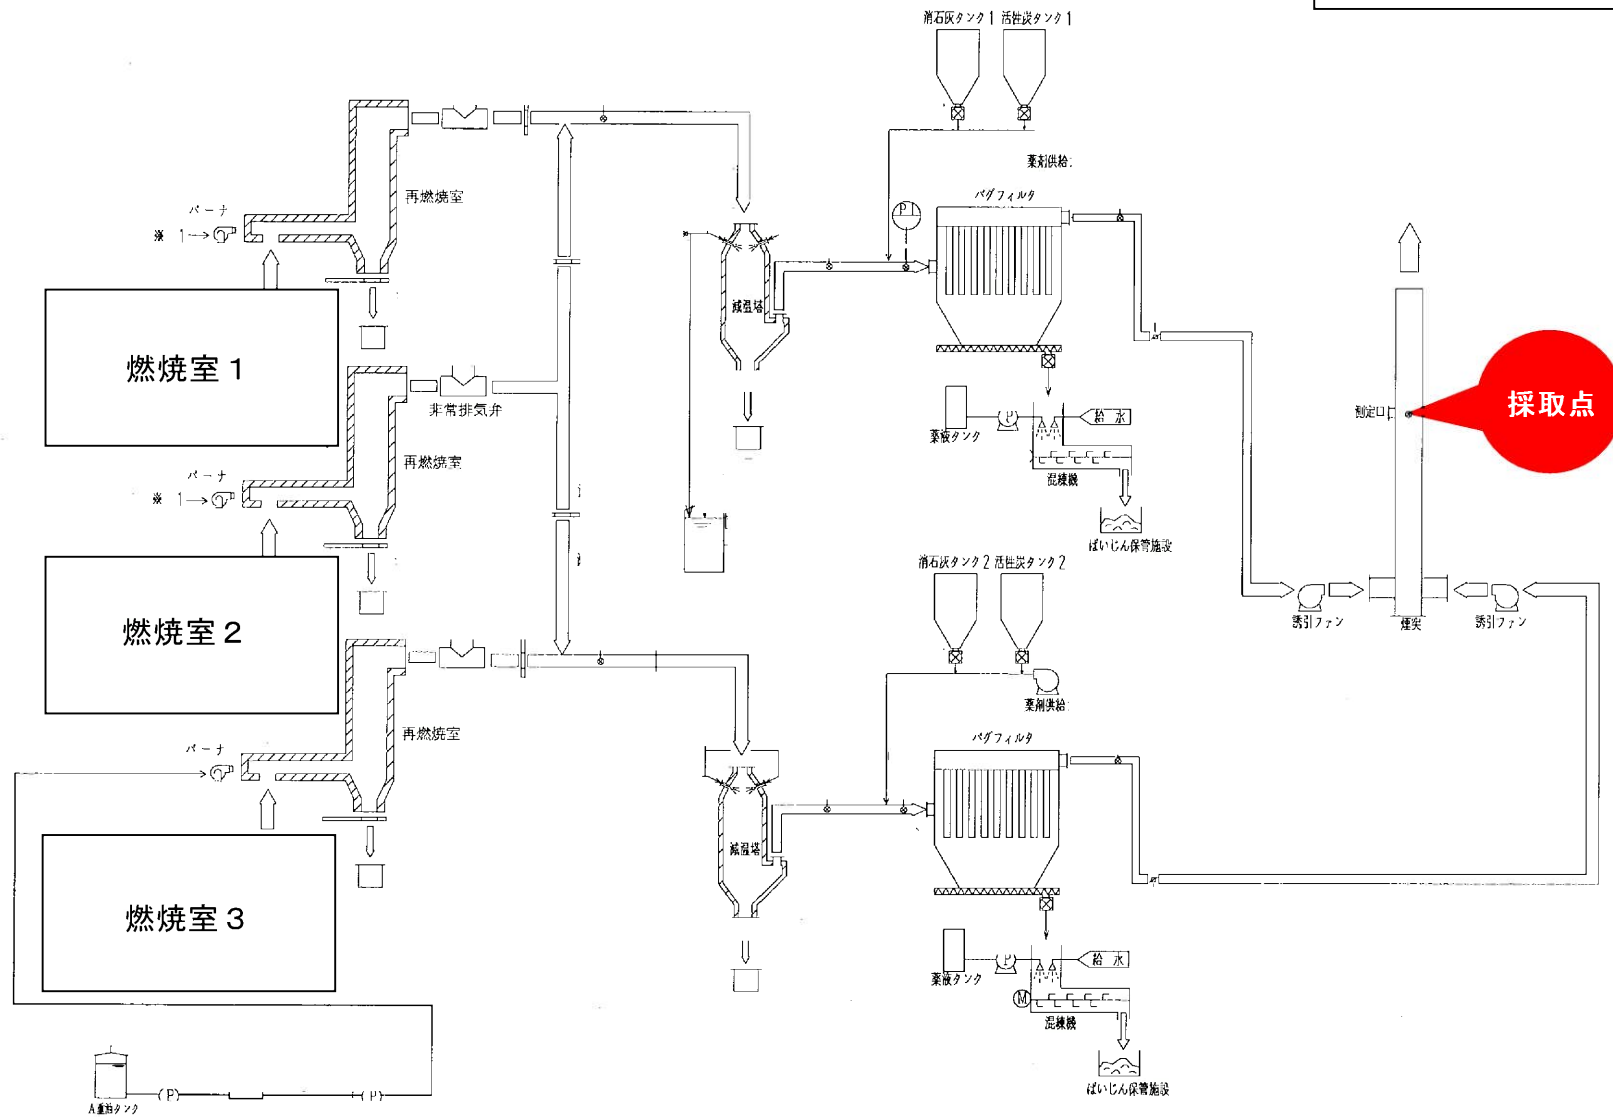 消石灰タンク1 活性炭タンク1
薬剤供給
バグフィルタ
P I
再燃焼室
バーナ
※ 1
減温塔
燃焼室1
非常排気弁
測定口
採取点
薬液タンク
P
給水
混練機
再燃焼室
バーナ
※ 1
ばいじん保管施設
消石灰タンク2 活性炭タンク2
誘引ファン
煙突
誘引ファン
燃焼室2
薬剤供給
再燃焼室
バーナ
バグフィルタ
減温塔
燃焼室3
薬液タンク
P
給水
M
混練機
ばいじん保管施設
A重油タンク
P
P